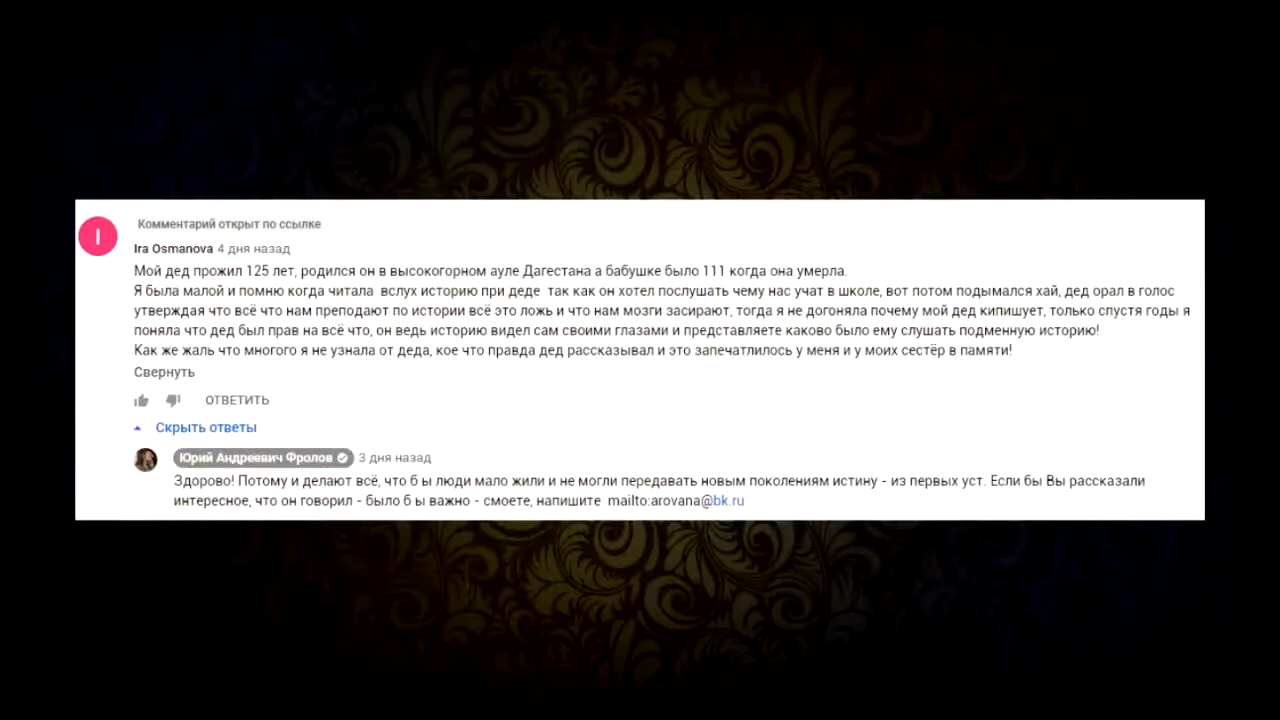 I
Комментарий открыт по ссылке
Ira Osmanova 4 дня назад
Мой дед прожил 125 лет, родился он в высокогорном ауле Дагестана а бабушке было 111 когда она умерла.
Я была малой и помню когда читала вслух историю при деде так как он хотел послушать чему нас учат в школе, вот потом подымался хай, дед орал в голос
утверждая что всё что нам преподают по истории всё это ложь и что нам мозги засирают, тогда я не догоняла почему мой дед кипишует, только спустя годы я
поняла что дед был прав на всё что, он ведь историю видел сам своими глазами и представляете каково было ему слушать подменную историю!
Как же жаль что многого я не узнала от деда, кое что правда дед рассказывал и это запечатлилось у меня и у моих сестёр в памяти!
Свернуть
ОТВЕТИТЬ
Скрыть ответы
Юрий Андреевич Фролов 3 дня назад
Здорово! Потому и делают всё, что б ы люди мало жили и не могли передавать новым поколениям истину - из первых уст. Если бы Вы рассказали
интересное, что он говорил - было б ы важно - смоете, напишите mailto:arovana@bk.ru